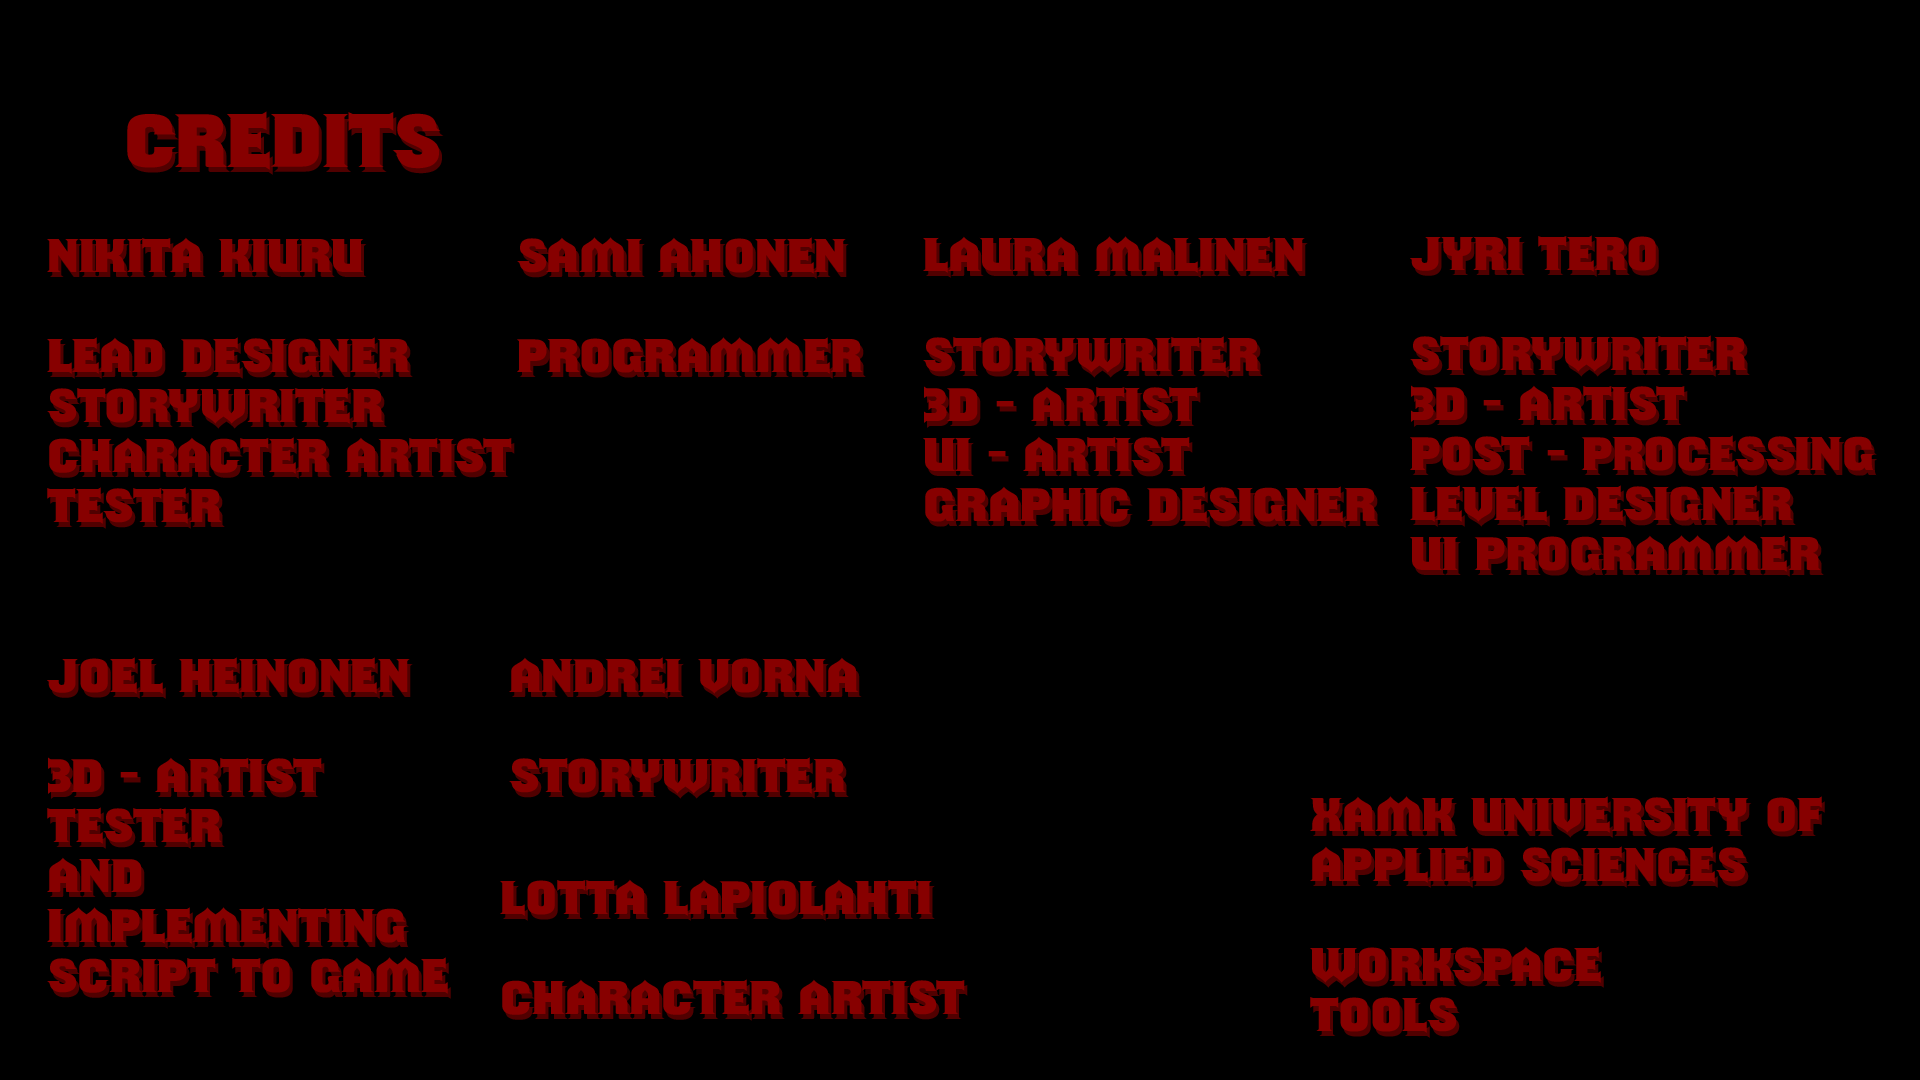 CREDITS
NIKITA KIURU
LEAD DESIGNER
STORYWRITER
CHARACTER ARTIST
TESTER
SAMI AHONEN
PROGRAMMER
LAURA MALINEN
STORYWRITER
3D - ARTIST
UI - ARTIST
GRAPHIC DESIGNER
JYRI TERO
STORYWRITER
3D - ARTIST
POST - PROCESSING
LEVEL DESIGNER
UI PROGRAMMER
JOEL HEINONEN
3D - ARTIST
TESTER
AND
IMPLEMENTING
SCRIPT TO GAME
ANDREI VORNA
STORYWRITER
LOTTA LAPIOLAHTI
CHARACTER ARTIST
XAMK UNIVERSITY OF
APPLIED SCIENCES
WORKSPACE
TOOLS